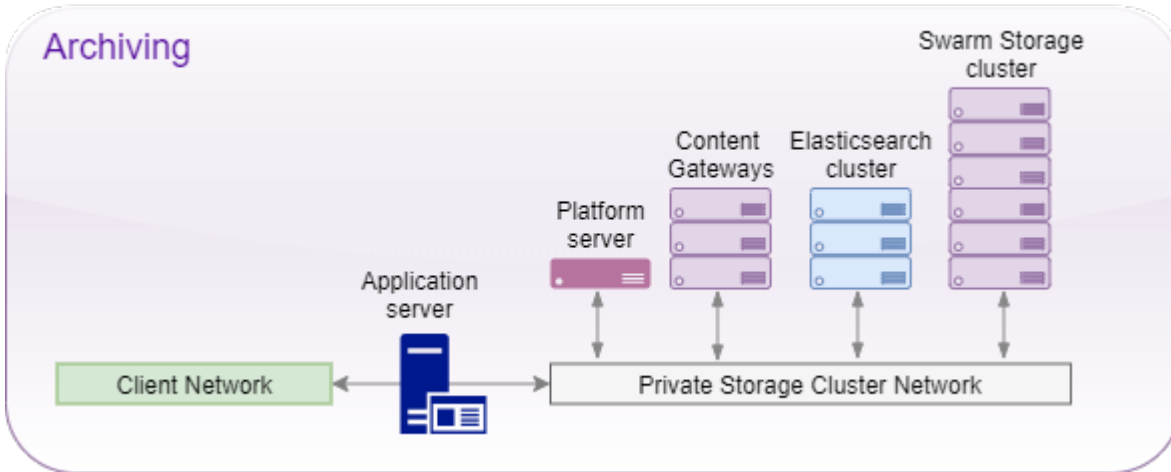 Archiving
Swarm Storage
cluster
Content
Gateways
Elasticsearch
cluster
Platform
server
Application
server
Client Network
Private Storage Cluster Network